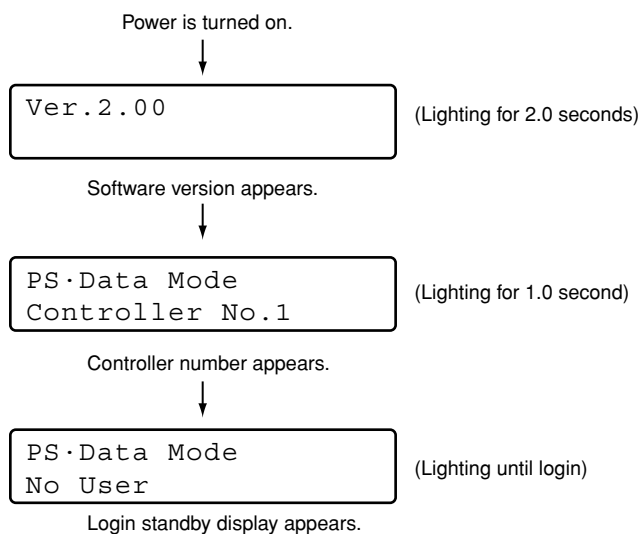 Power is turned on.
Ver.2.00
(Lighting for 2.0 seconds)
Software version appears.
PS·Data Mode
Controller No.1
(Lighting for 1.0 second)
Controller number appears.
PS·Data Mode
No User
(Lighting until login)
Login standby display appears.